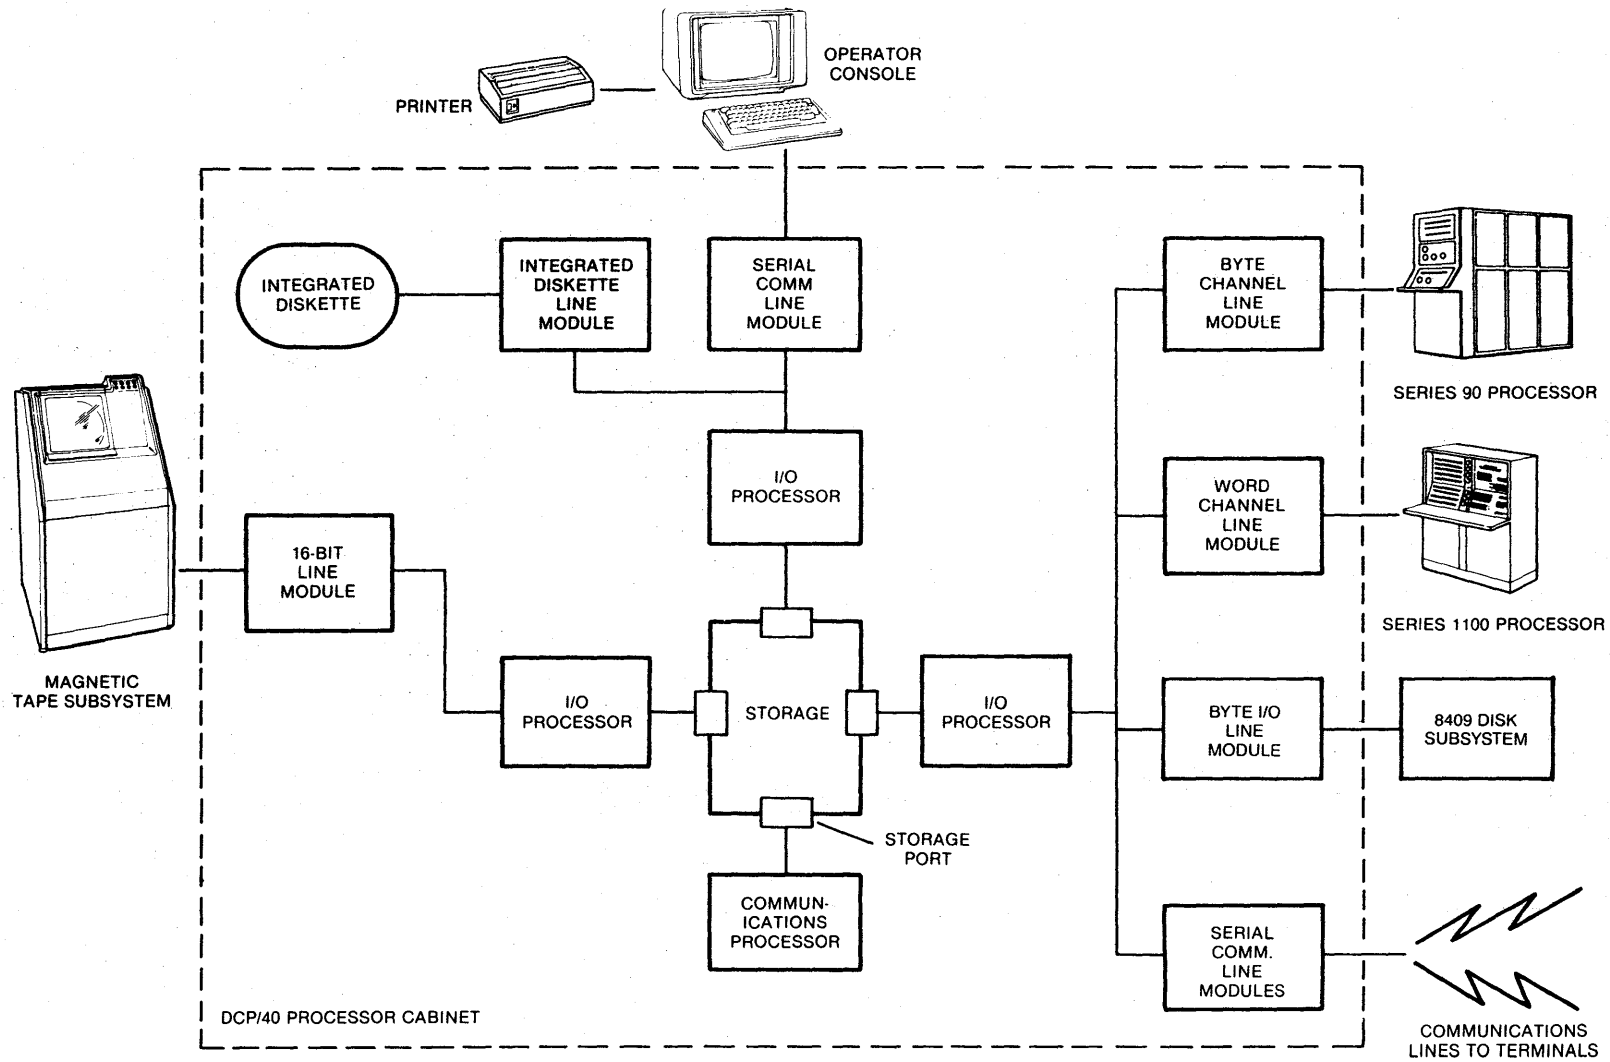 OPERATOR
CONSOLE
PRINTER
INTEGRATED
DISKETTE
INTEGRATED
DISKETTE
LINE
MODULE
SERIAL
COMM
LINE
MODULE
BYTE
CHANNEL
LINE
MODULE
SERIES 90 PROCESSOR
I/O
PROCESSOR
WORD
CHANNEL
LINE
MODULE
SERIES 1100 PROCESSOR
16-BIT
LINE
MODULE
MAGNETIC
TAPE SUBSYSTEM
I/O
PROCESSOR
STORAGE
I/O
PROCESSOR
BYTE I/O
LINE
MODULE
8409 DISK
SUBSYSTEM
STORAGE
PORT
COMMUN-
ICATIONS
PROCESSOR
SERIAL
COMM.
LINE
MODULES
DCP/40 PROCESSOR CABINET
COMMUNICATIONS
LINES TO TERMINALS